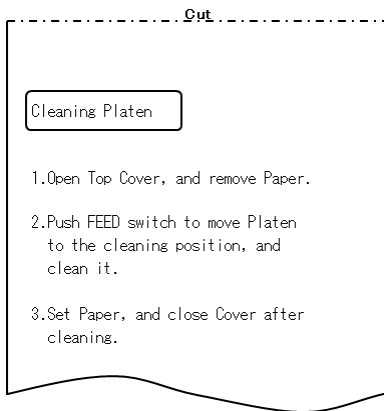 Cut
Cleaning Platen
1.Open Top Cover, and remove Paper.
2.Push FEED switch to move Platen
to the cleaning position, and
clean it.
3.Set Paper, and close Cover after
cleaning.